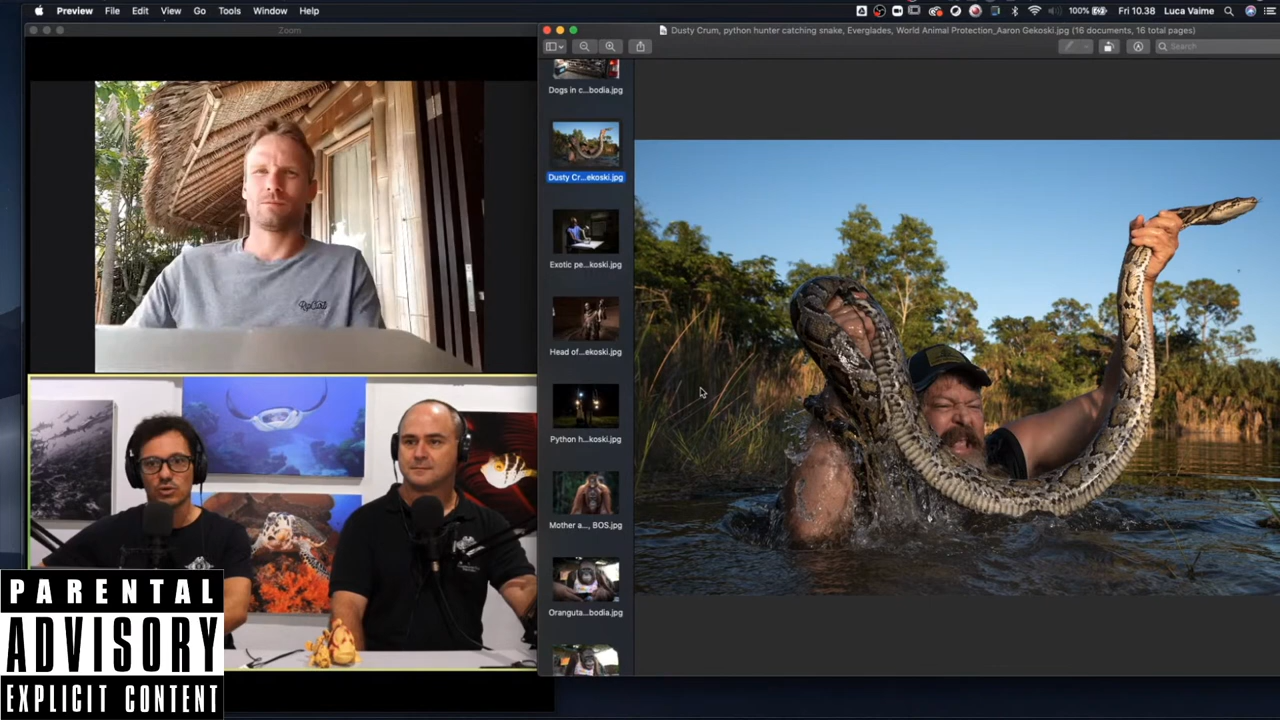 Preview File Edit View Go Tools Window Help
100% Fri 10.38 Luca Vaime
Zoom
Dusty Crum, python hunter catching snake, Everglades, World Animal Protection_Aaron Gekoski.jpg (16 documents, 16 total pages)
Search
Dogs in c...bodia.jpg
Dusty Cr...ekoski.jpg
Exotic pe...koski.jpg
Head of...ekoski.jpg
Python h...koski.jpg
Mother a..., BOS.jpg
Oranguta...bodia.jpg
PARENTAL
ADVISORY
EXPLICIT CONTENT